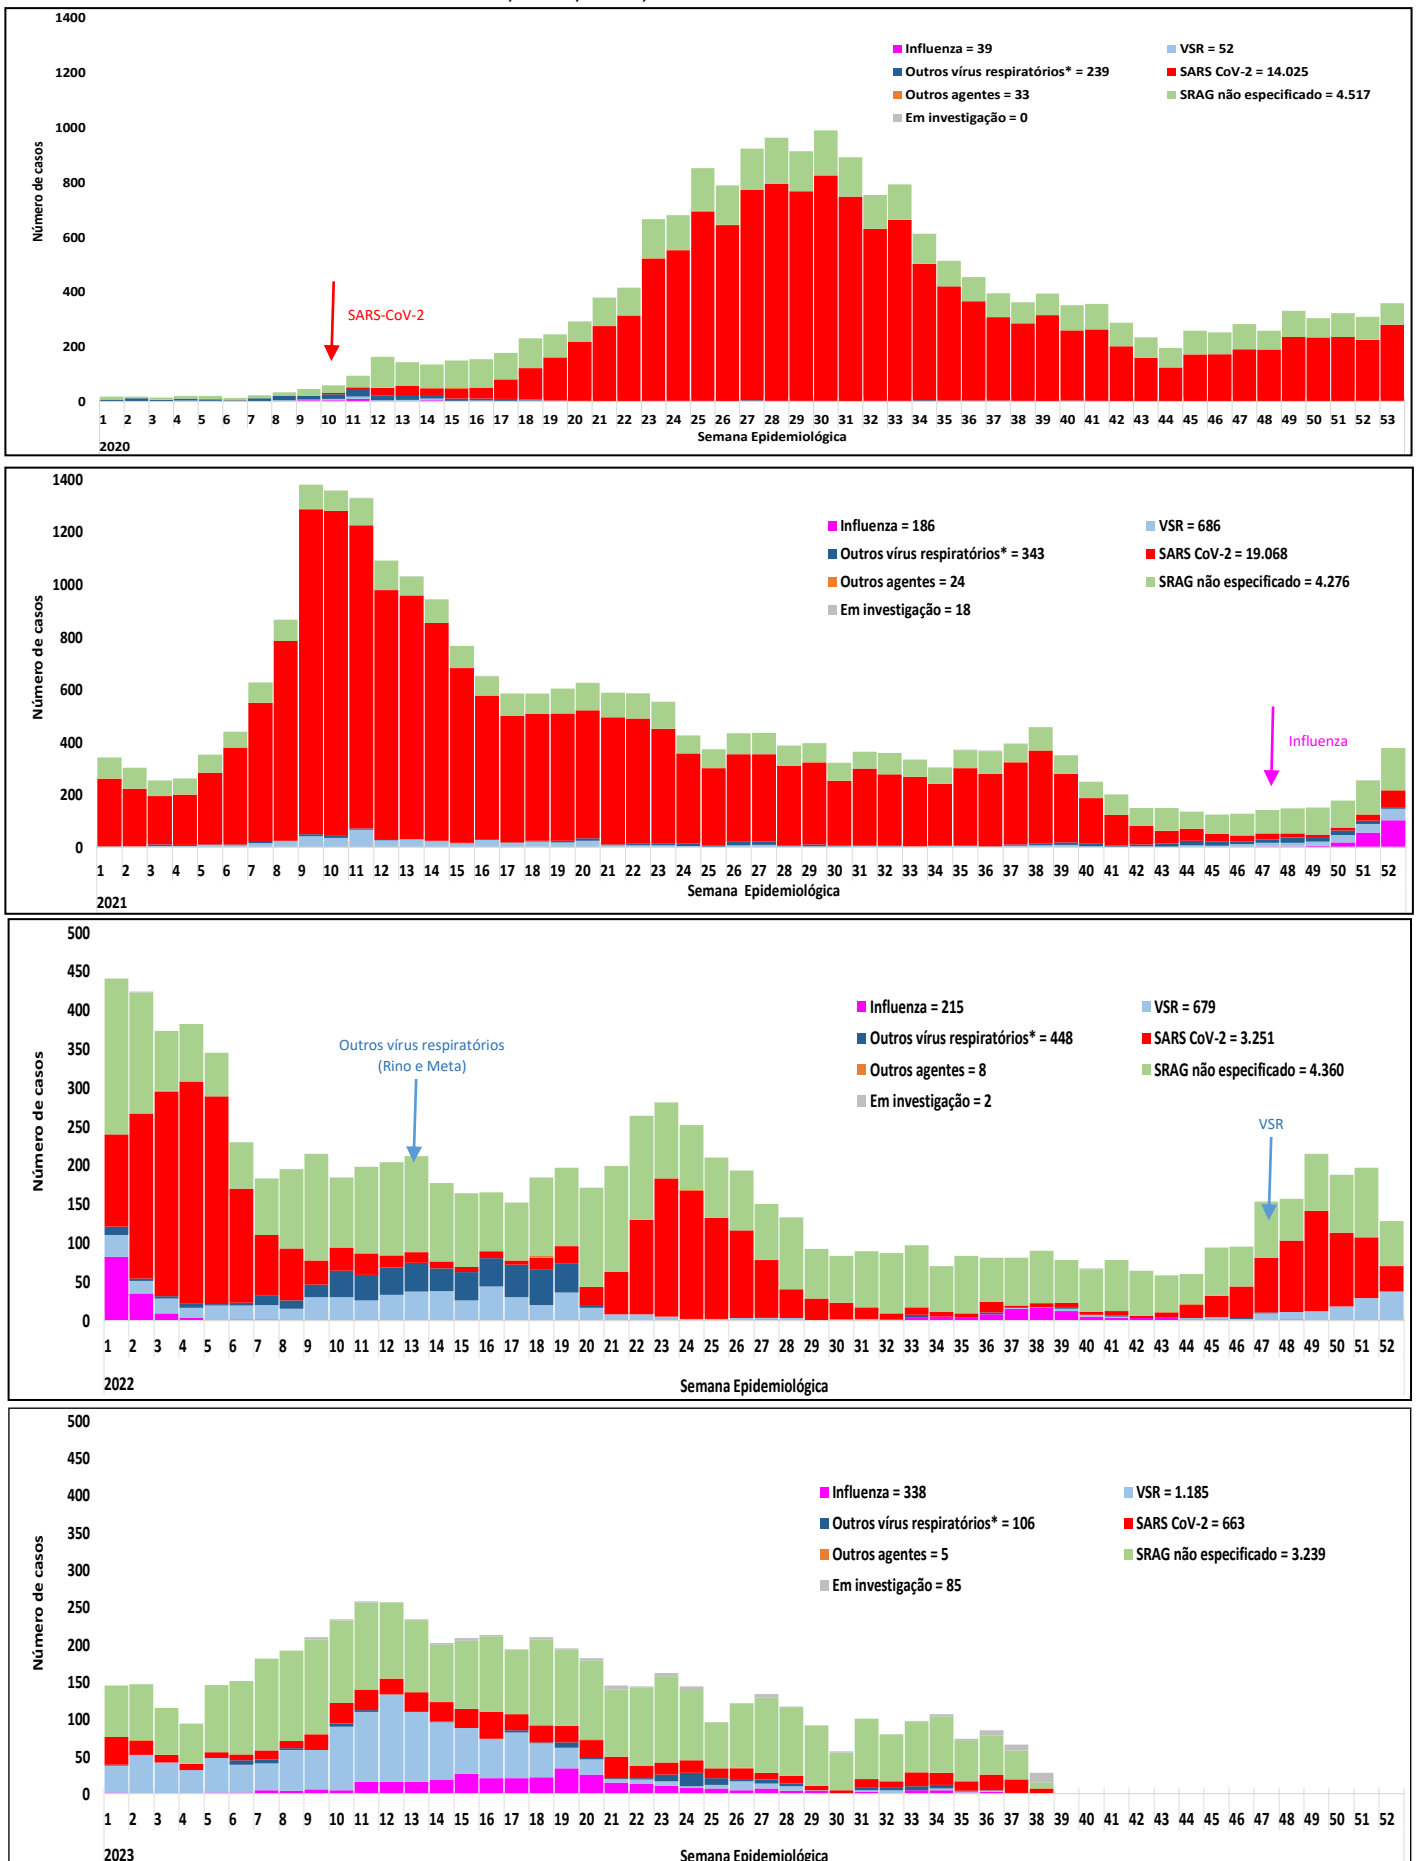 1400
1200
1000
800
600
400
200
0
Número de casos
Influenza = 39
VSR = 52
Outros vírus respiratórios* = 239
SARS CoV-2 = 14.025
Outros agentes = 33
SRAG não especificado = 4.517
Em investigação = 0
SARS-CoV-2
1 2 3 4 5 6 7 8 9 10 11 12 13 14 15 16 17 18 19 20 21 22 23 24 25 26 27 28 29 30 31 32 33 34 35 36 37 38 39 40 41 42 43 44 45 46 47 48 49 50 51 52 53
Semana Epidemiológica
2020
1400
1200
1000
800
600
400
200
0
Número de casos
Influenza = 186
VSR = 686
Outros vírus respiratórios* = 343
SARS CoV-2 = 19.068
Outros agentes = 24
SRAG não especificado = 4.276
Em investigação = 18
Influenza
1 2 3 4 5 6 7 8 9 10 11 12 13 14 15 16 17 18 19 20 21 22 23 24 25 26 27 28 29 30 31 32 33 34 35 36 37 38 39 40 41 42 43 44 45 46 47 48 49 50 51 52
Semana Epidemiológica
2021
500
450
400
350
300
250
200
150
100
50
0
Número de casos
Influenza = 215
VSR = 679
Outros vírus respiratórios* = 448
SARS CoV-2 = 3.251
Outros agentes = 8
SRAG não especificado = 4.360
Em investigação = 2
Outros vírus respiratórios
(Rino e Meta)
VSR
1 2 3 4 5 6 7 8 9 10 11 12 13 14 15 16 17 18 19 20 21 22 23 24 25 26 27 28 29 30 31 32 33 34 35 36 37 38 39 40 41 42 43 44 45 46 47 48 49 50 51 52
2022
Semana Epidemiológica
500
450
400
350
300
250
200
150
100
50
0
Número de casos
Influenza = 338
VSR = 1.185
Outros vírus respiratórios* = 106
SARS CoV-2 = 663
Outros agentes = 5
SRAG não especificado = 3.239
Em investigação = 85
1 2 3 4 5 6 7 8 9 10 11 12 13 14 15 16 17 18 19 20 21 22 23 24 25 26 27 28 29 30 31 32 33 34 35 36 37 38 39 40 41 42 43 44 45 46 47 48 49 50 51 52
2023
Semana Epidemiológica